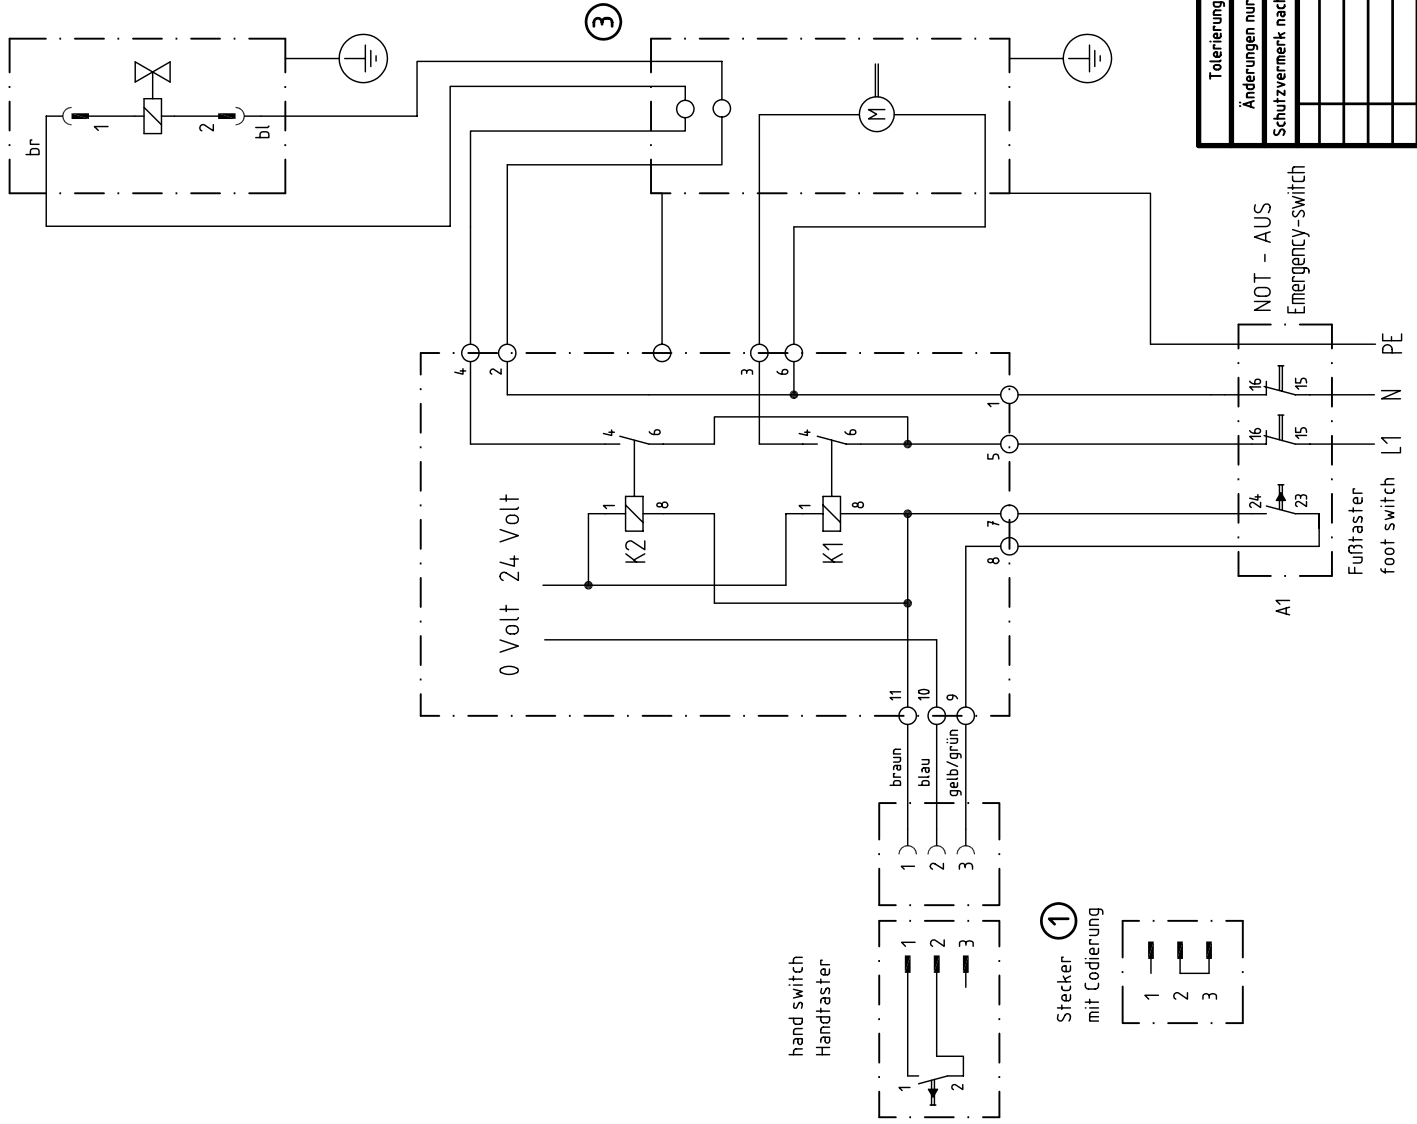 br
1
2
bl
3
M
Tolerierung
Änderungen nur
Schutzvermerk nach
NOT - AUS
Emergency-switch
4
2
3
6
1
5
7
8
4
6
4
6
1
8
K2
1
8
K1
0 Volt 24 Volt
16
15
16
15
24
23
PE
N
L1
A1
Fußtaster
foot switch
11
10
9
braun
blau
gelb/grün
1
2
3
1
2
3
1
2
hand switch
Handtaster
Stecker
mit Codierung
1
1
2
3